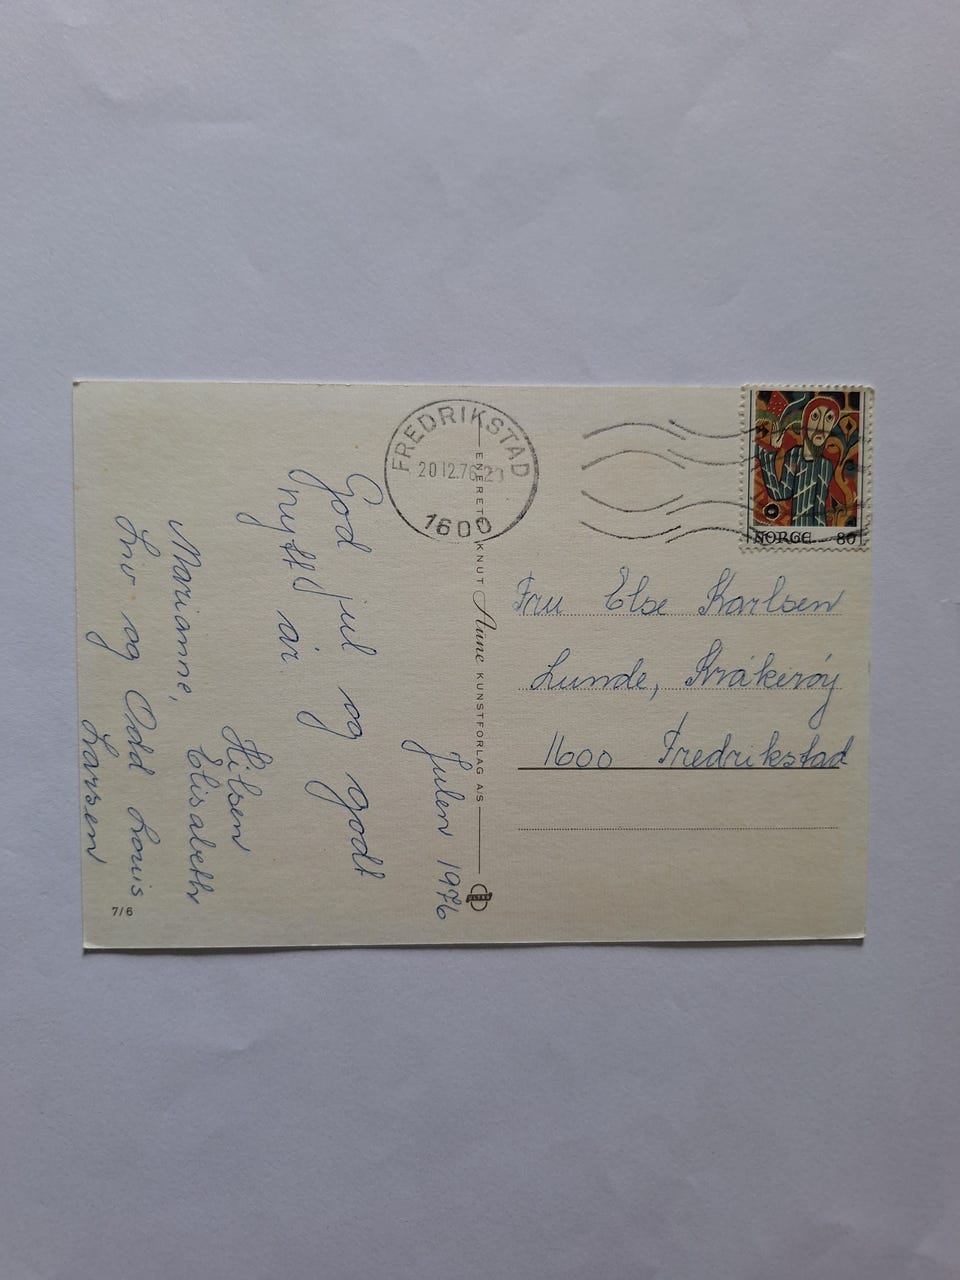 Julen 1976
God jul og godt
nytt år
Hilsen
Marianne, Elisabeth
Liv og Odd Louis
Larsen
7/6
FREDRIKSTAD
20 12.76
1600
ENERETT KNUT Aune KUNSTFORLAG A/S
ULTRA
NORGE 80
Fru Else Karlsen
Lunde, Kråkerøy
1600 Fredrikstad